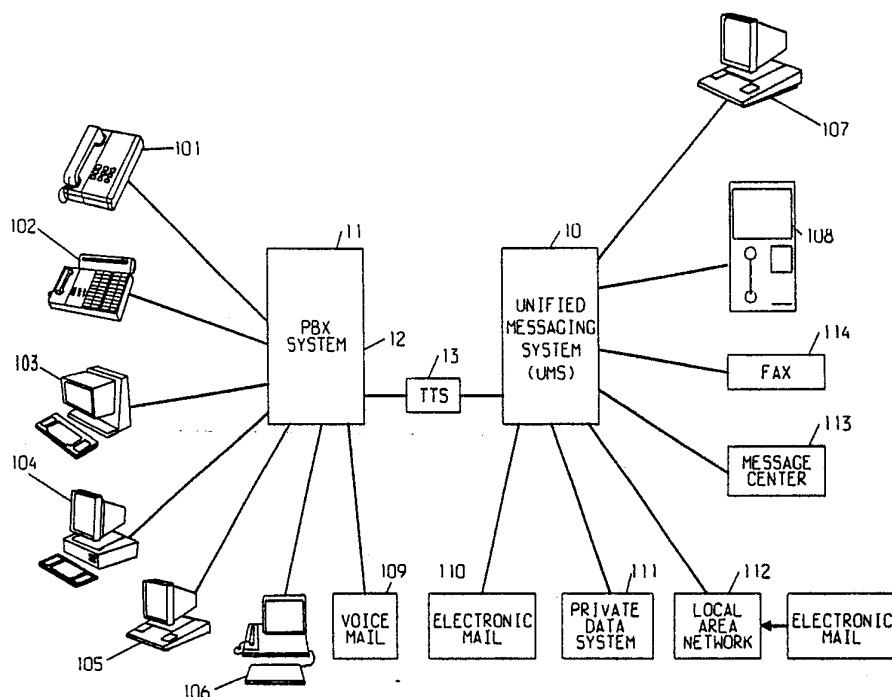 107
101
102
11
10
108
PBX
SYSTEM
UNIFIED
MESSAGING
SYSTEM
(UMS)
12
13
114
103
TTS
FAX
113
MESSAGE
CENTER
104
109
110
111
112
VOICE
MAIL
ELECTRONIC
MAIL
PRIVATE
DATA
SYSTEM
LOCAL
AREA
NETWORK
ELECTRONIC
MAIL
105
106